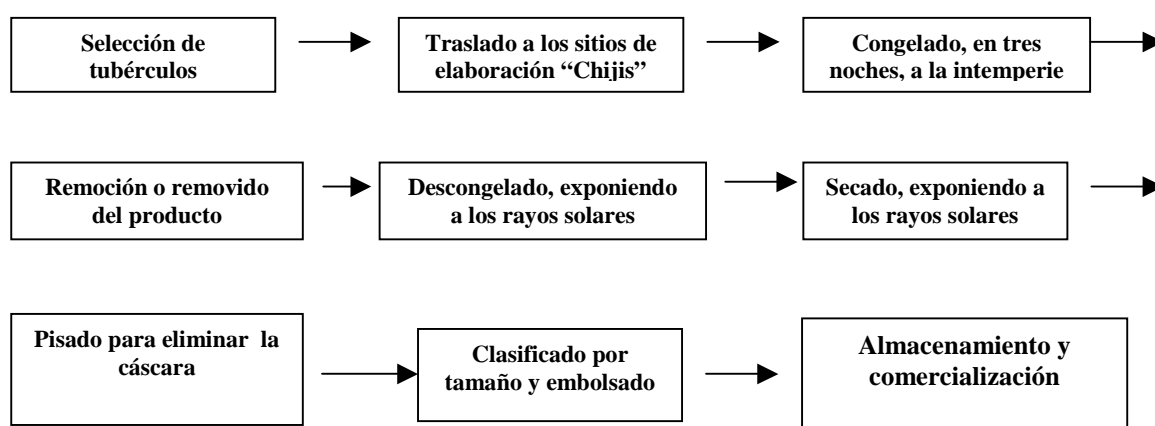 Selección de
tubérculos
Traslado a los sitios de
elaboración “Chijis”
Congelado, en tres
noches, a la intemperie
Remoción o removido
del producto
Descongelado, exponiendo
a los rayos solares
Secado, exponiendo a
los rayos solares
Pisado para eliminar la
cáscara
Clasificado por
tamaño y embolsado
Almacenamiento y
comercialización